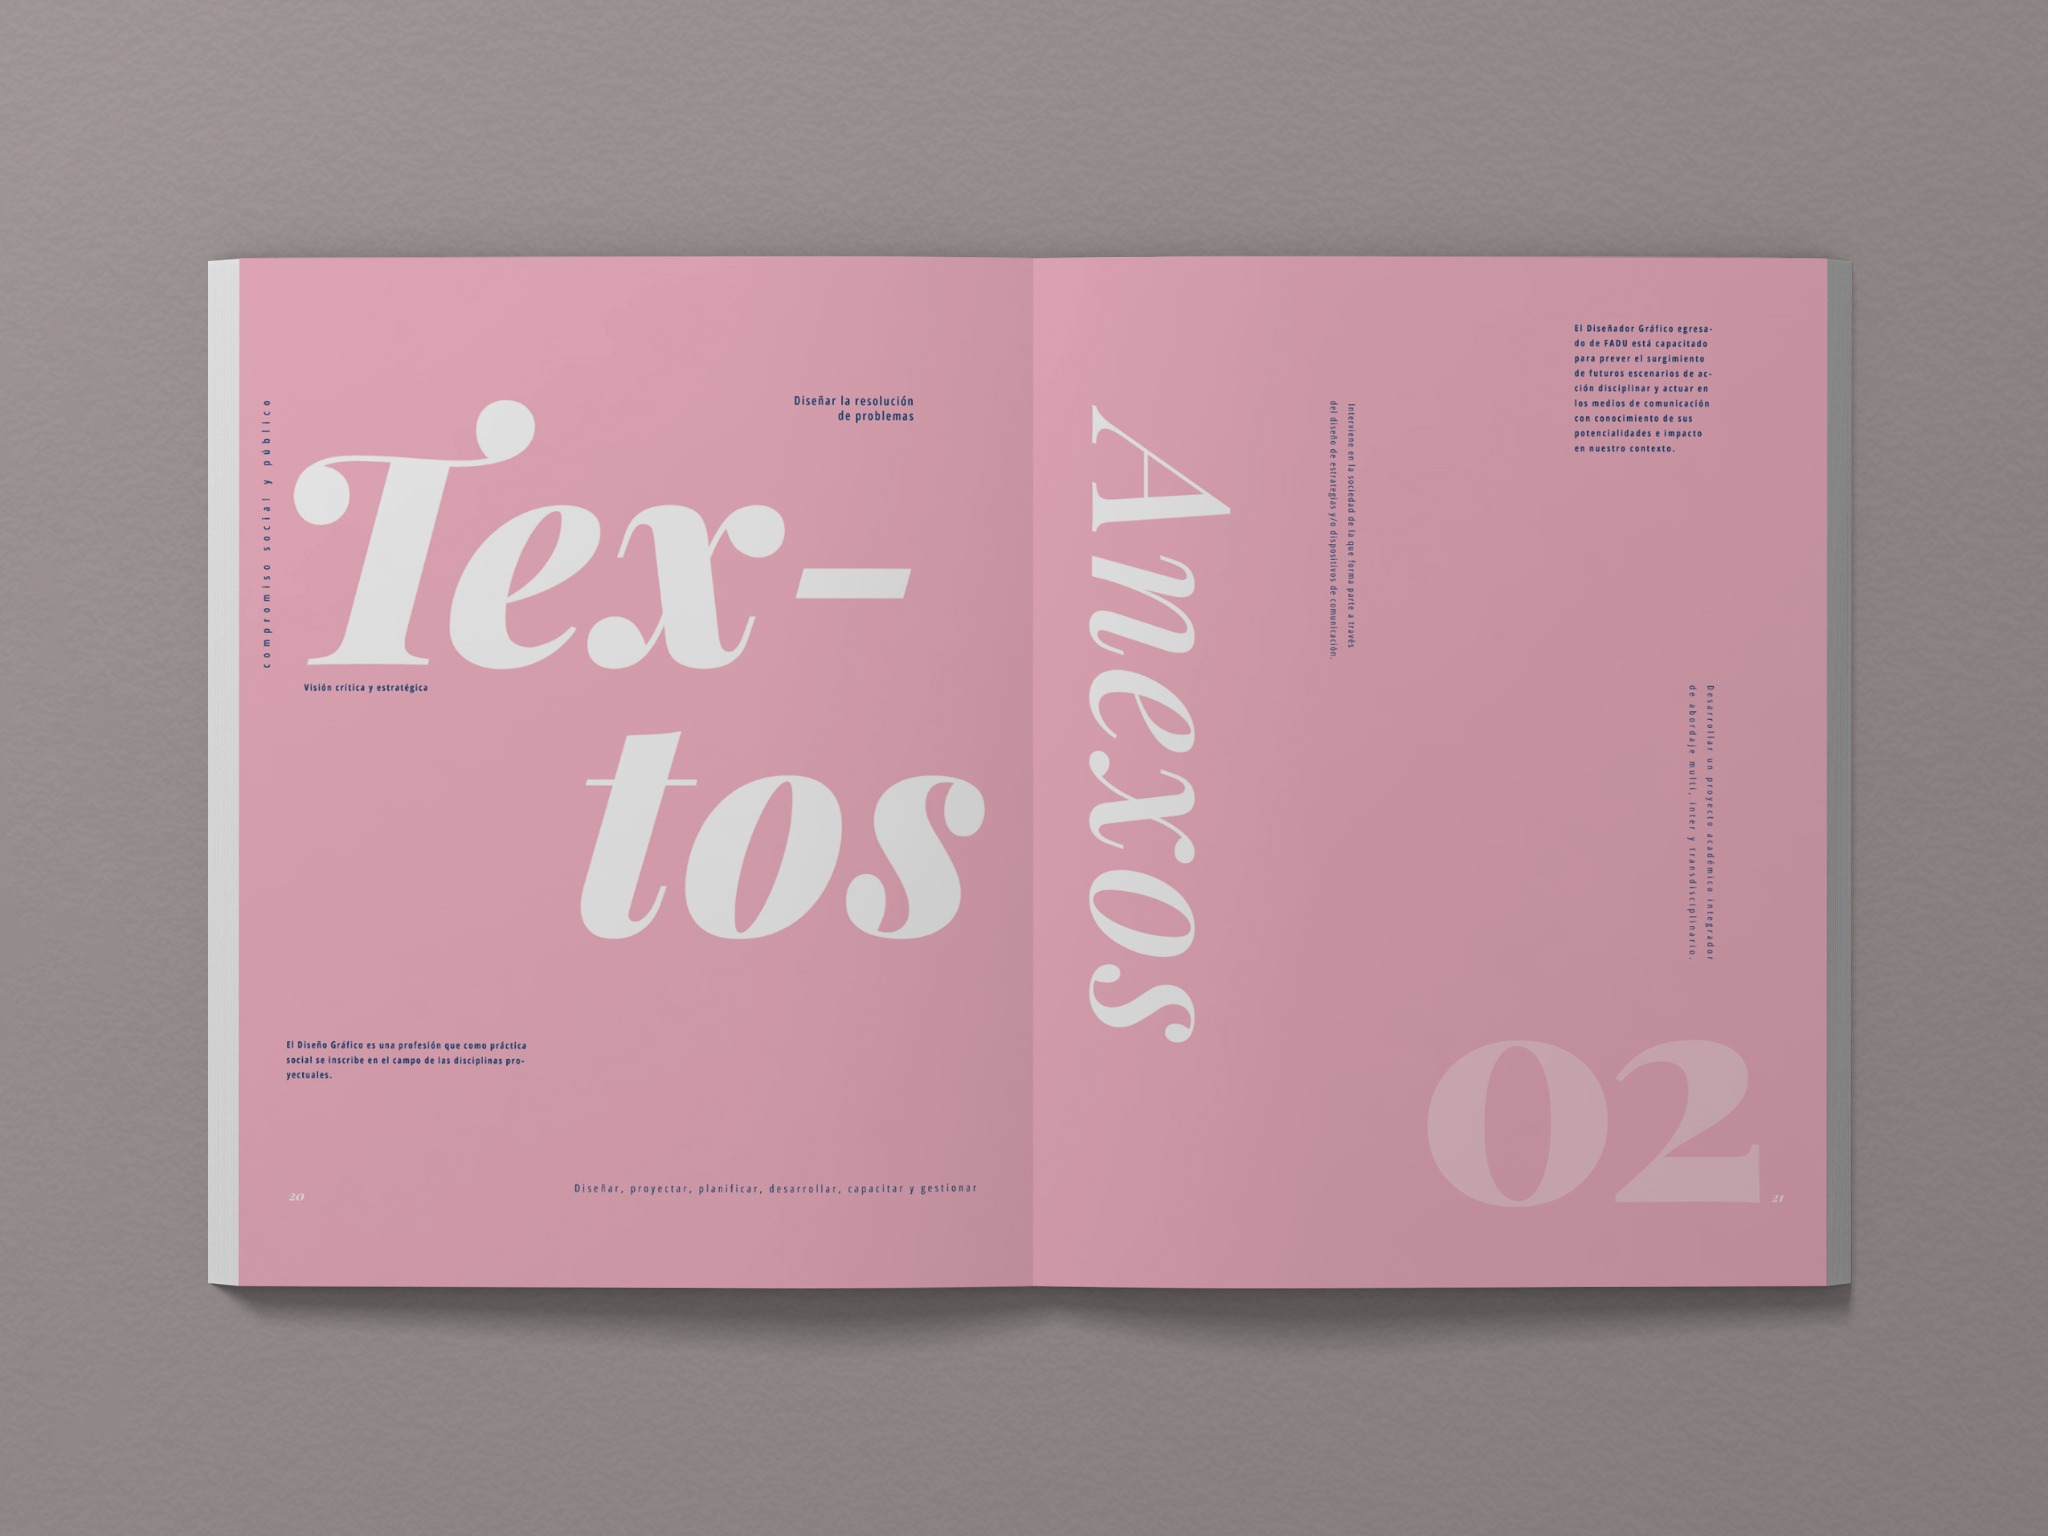 compromiso social y público
Tex-
tos
Diseñar la resolución
de problemas
Visión crítica y estratégica
El Diseño Gráfico es una profesión que como práctica
social se inscribe en el campo de las disciplinas pro-
yectuales.
Diseñar, proyectar, planificar, desarrollar, capacitar y gestionar
20
Anexos
Interviene en la sociedad de la que forma parte a través
del diseño de estrategias y/o dispositivos de comunicación.
El Diseñador Gráfico egresa-
do de FADU está capacitado
para prever el surgimiento
de futuros escenarios de ac-
ción disciplinar y actuar en
los medios de comunicación
con conocimiento de sus
potencialidades e impacto
en nuestro contexto.
Desarrollar un proyecto académico integrador
de abordaje multi, inter y transdisciplinario.
02
21